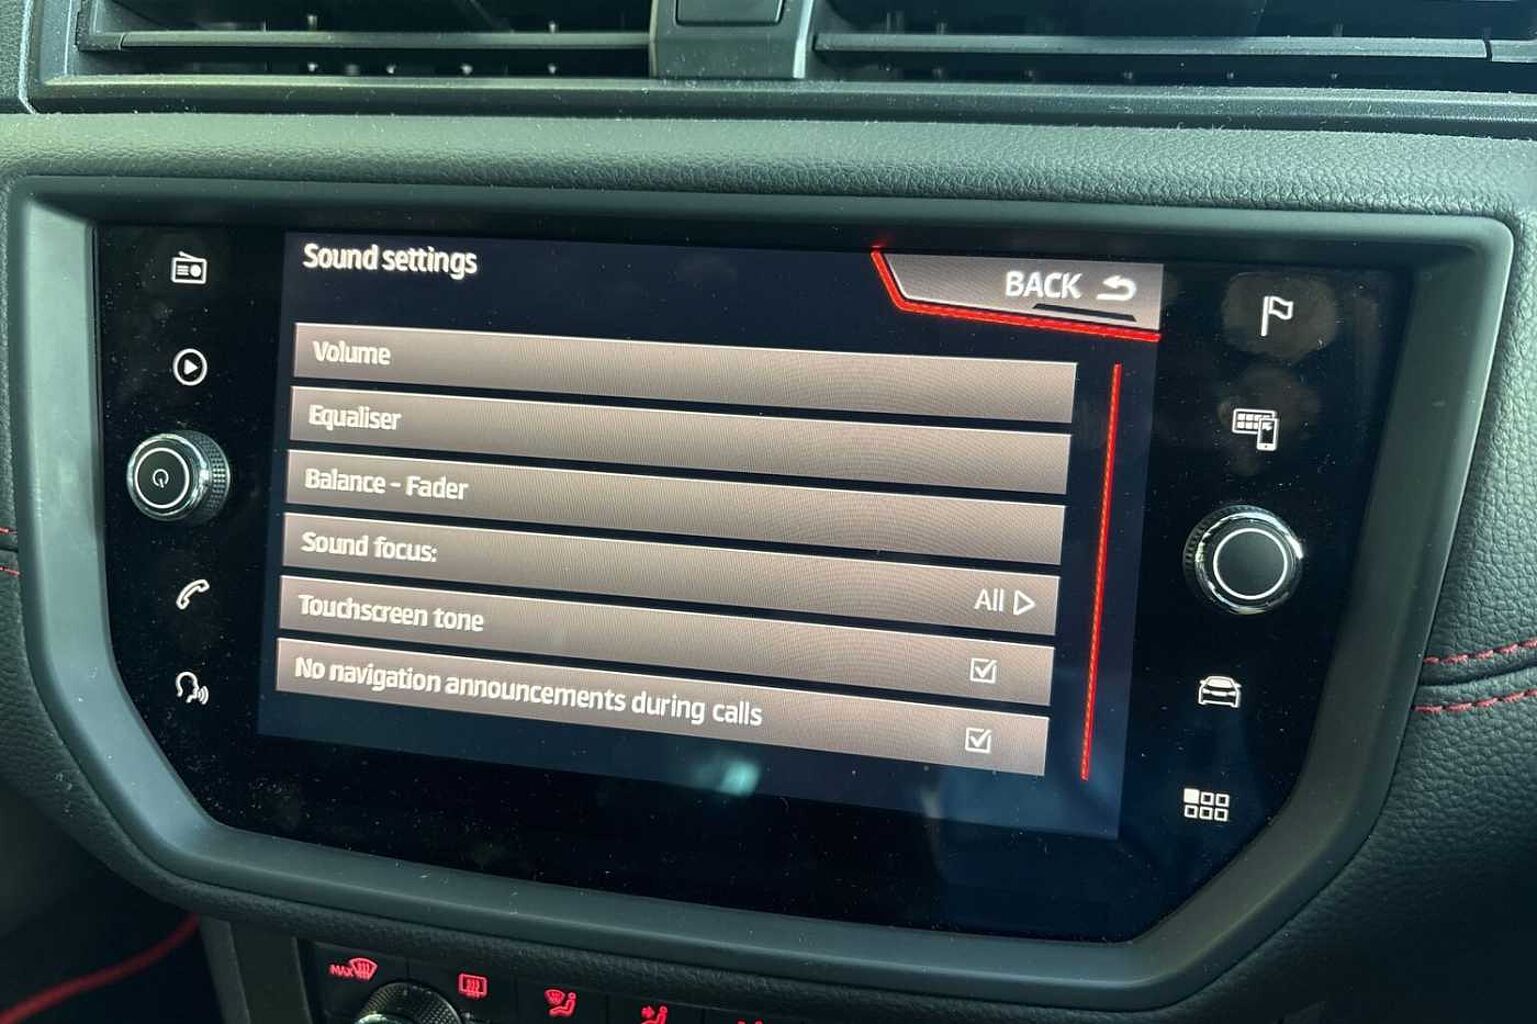 Sound settings
BACK
Volume
Equaliser
Balance - Fader
Sound focus:
All
Touchscreen tone
No navigation announcements during calls
MAX